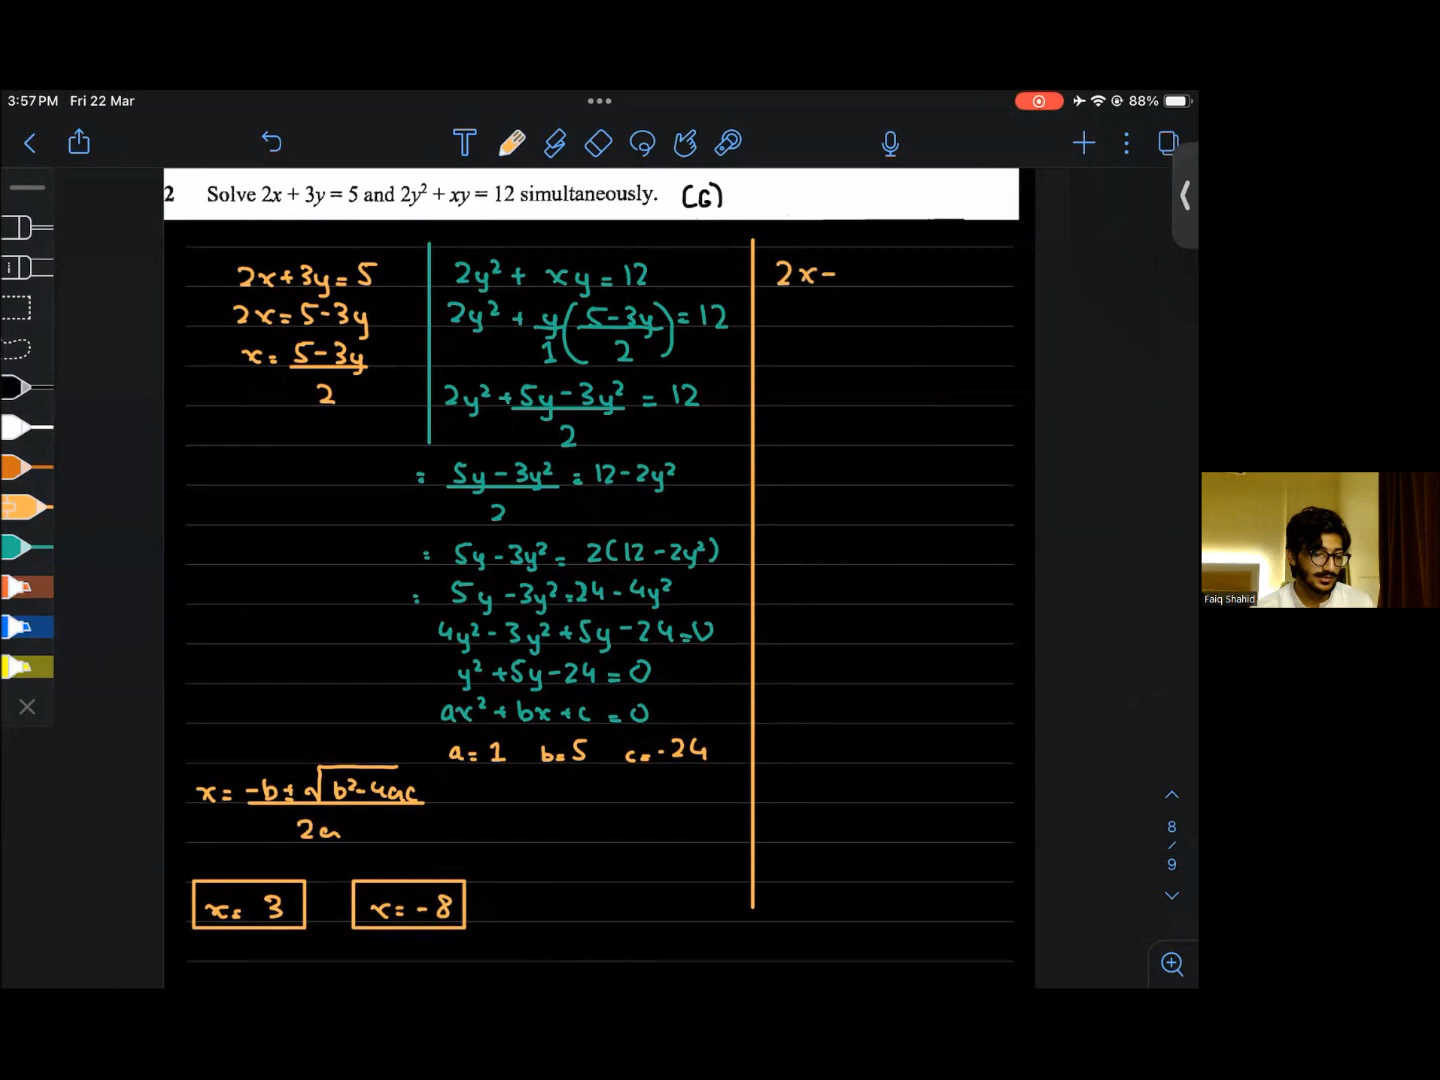 3:57 PM Fri 22 Mar
88%
T
2 Solve 2x + 3y = 5 and 2y² + xy = 12 simultaneously. (6)
2x+3y=5
2x=5-3y
x= 5-3y
2
2y²+ xy=12
2y² + y/1 (5-3y/2) = 12
2y² + 5y-3y²/2 = 12
= 5y-3y²/2 = 12-2y²
= 5y-3y² = 2(12-2y²)
= 5y-3y²=24-4y²
4y²-3y²+5y-24=0
y²+5y-24=0
ax²+bx+c=0
a=1 b=5 c=-24
x= -b±√b²-4ac
2a
x= 3 x=-8
2x-
8
/
9
Faiq Shahid